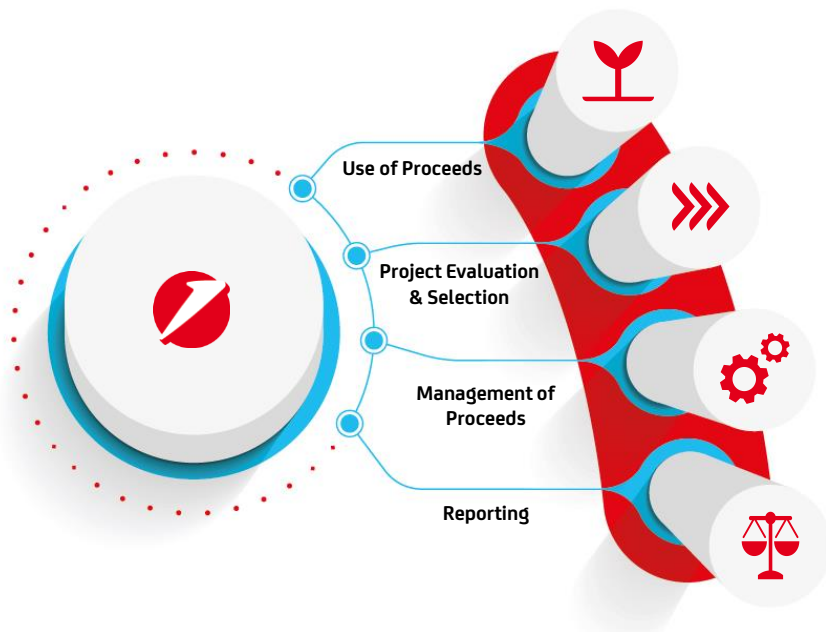 Use of Proceeds
Project Evaluation
& Selection
Management of
Proceeds
Reporting